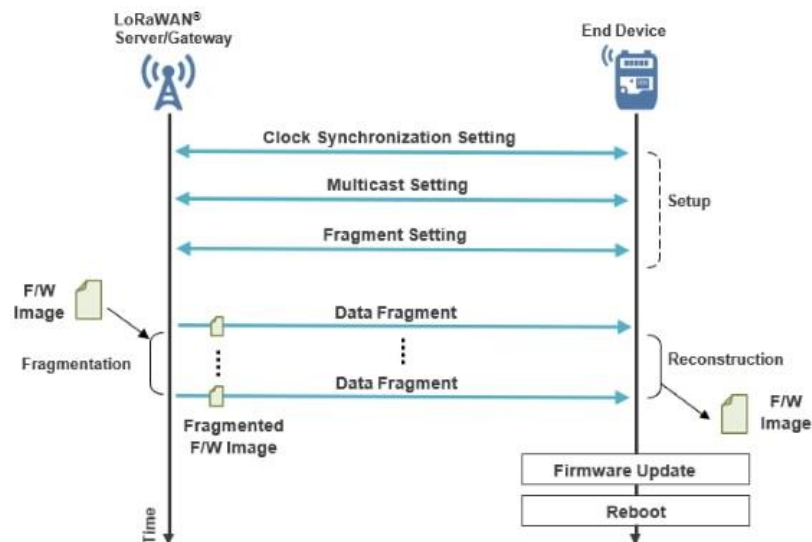 LoRaWAN®
Server/Gateway
End Device
Clock Synchronization Setting
Multicast Setting
Setup
Fragment Setting
F/W
Image
Data Fragment
Fragmentation
Reconstruction
Data Fragment
F/W
Image
Fragmented
F/W Image
Firmware Update
Reboot
Time